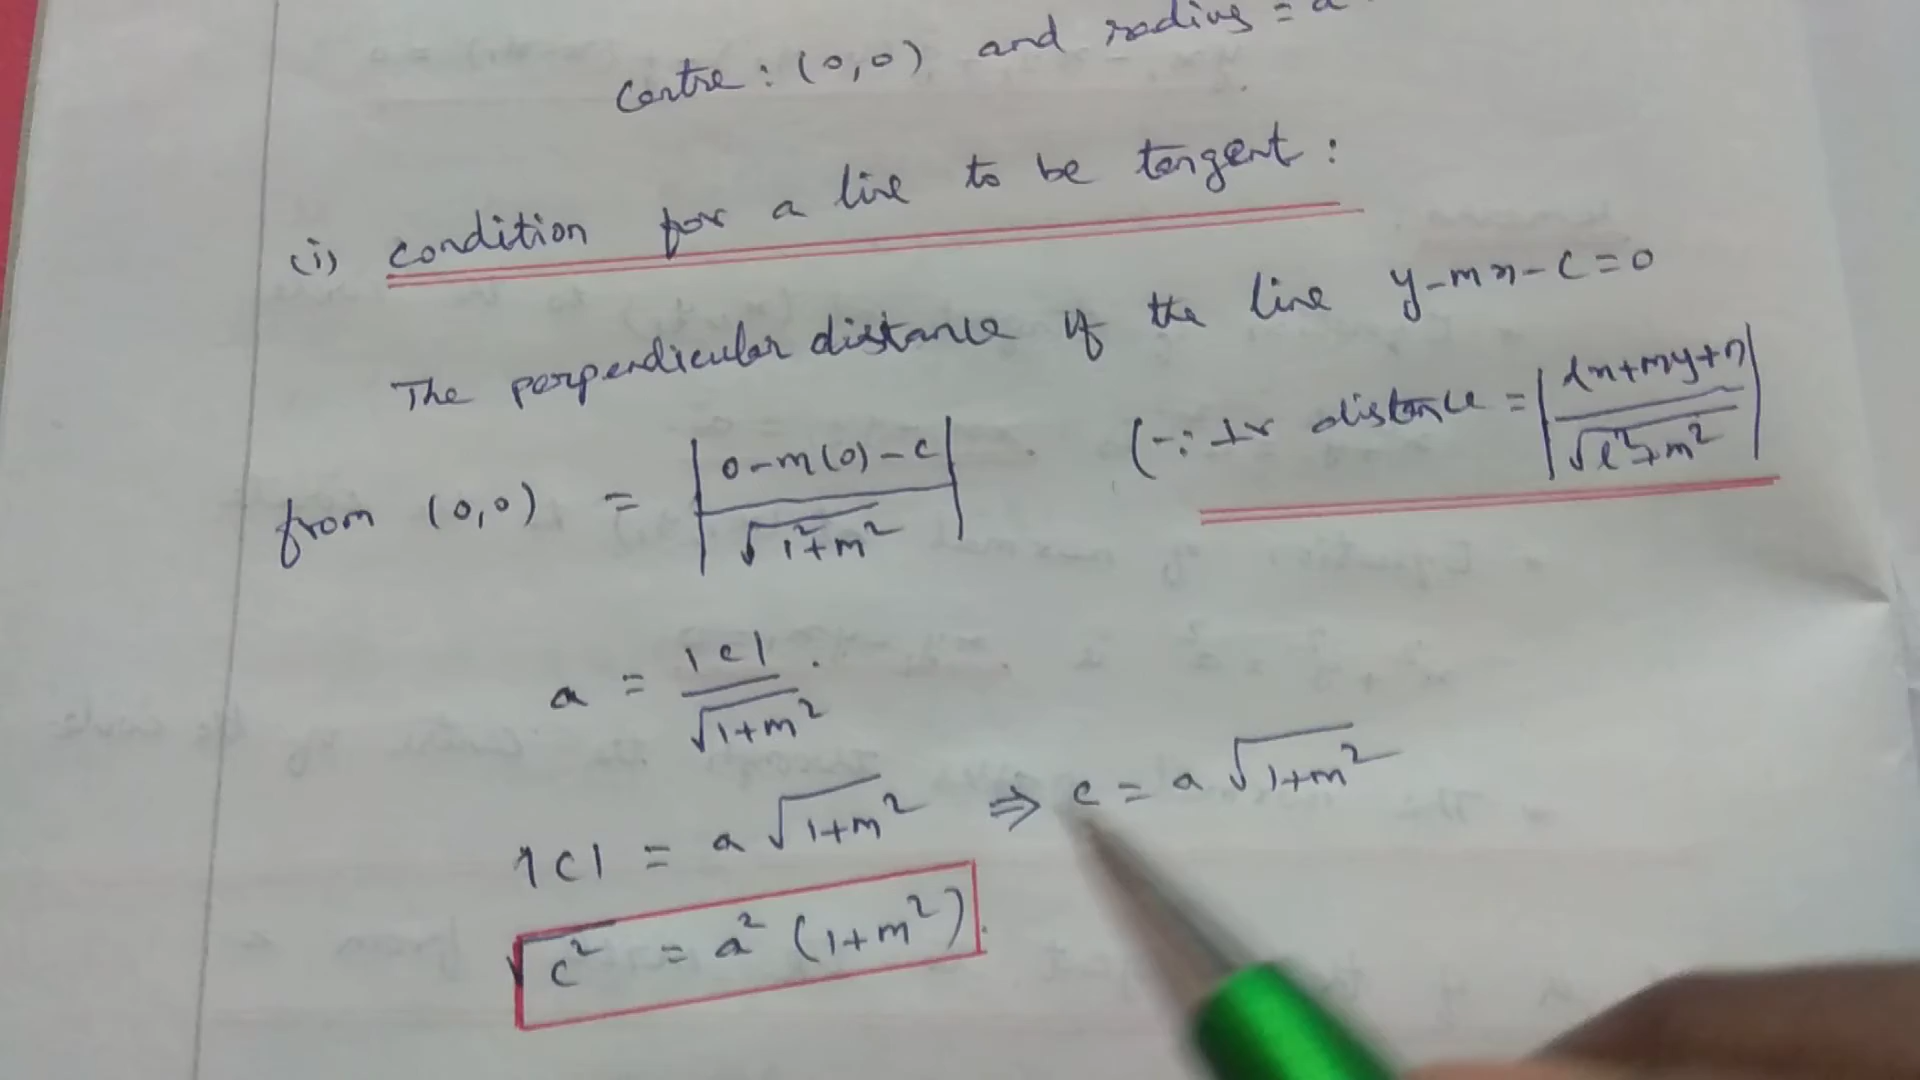 Centre : (0,0) and radius = a
(i) condition for a line to be tangent :
The perpendicular distance of the line y-mx-c=0
from (0,0) = |0-m(0)-c / √1²+m²| (∵ ⊥r distance = |lx+my+n / √l²+m²|
a = |c| / √1+m² .
|c| = a √1+m² ⇒ c = a √1+m²
c² = a² (1+m²).